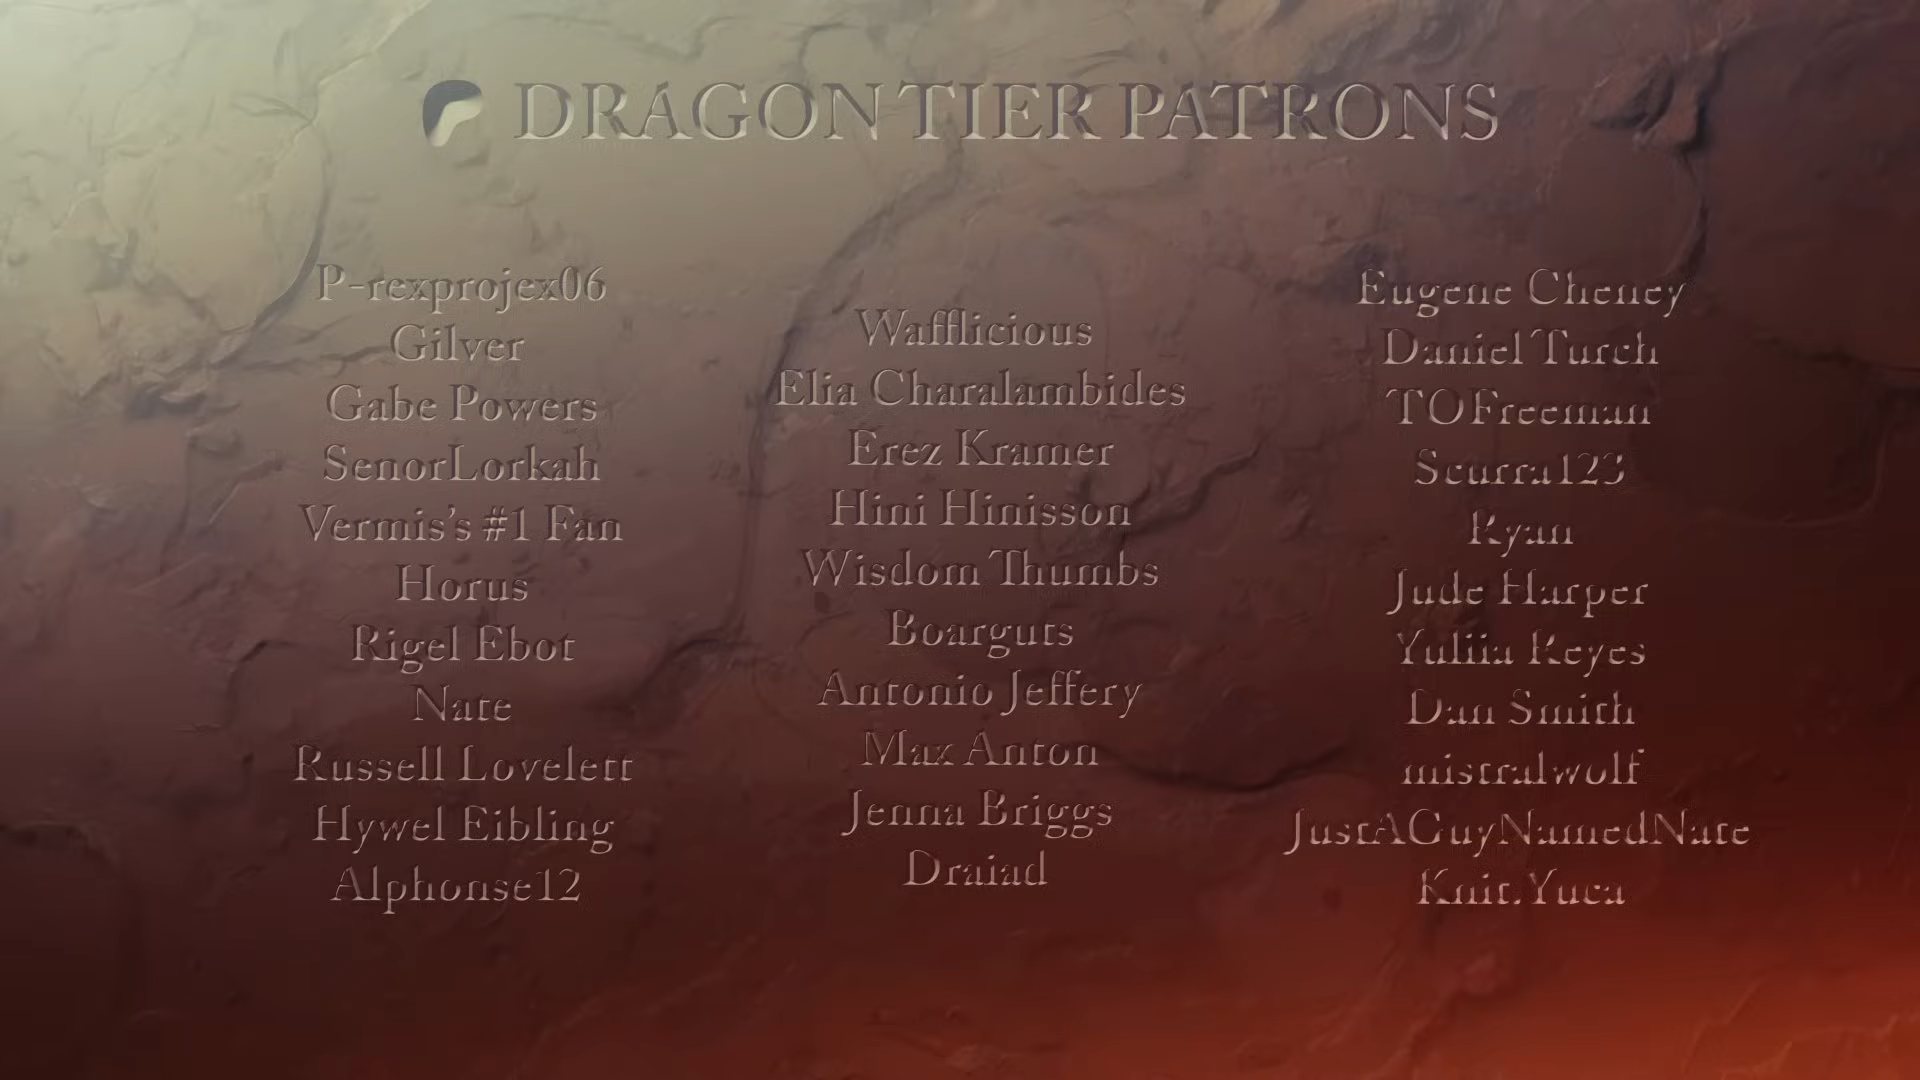 DRAGON TIER PATRONS
P-rexprojex06
Gilver
Gabe Powers
SenorLorkah
Vermis's #1 Fan
Horus
Rigel Ebot
Nate
Russell Lovelett
Hywel Eibling
Alphonse12
Wafflicious
Elia Charalambides
Erez Kramer
Hini Hinisson
Wisdom Thumbs
Boarguts
Antonio Jeffery
Max Anton
Jenna Briggs
Draiad
Eugene Cheney
Daniel Turch
TOFreeman
Scurra123
Ryan
Jude Harper
Yuliia Keyes
Dan Smith
mistralwolf
JustAGuyNamedNate
Knit.Yuca